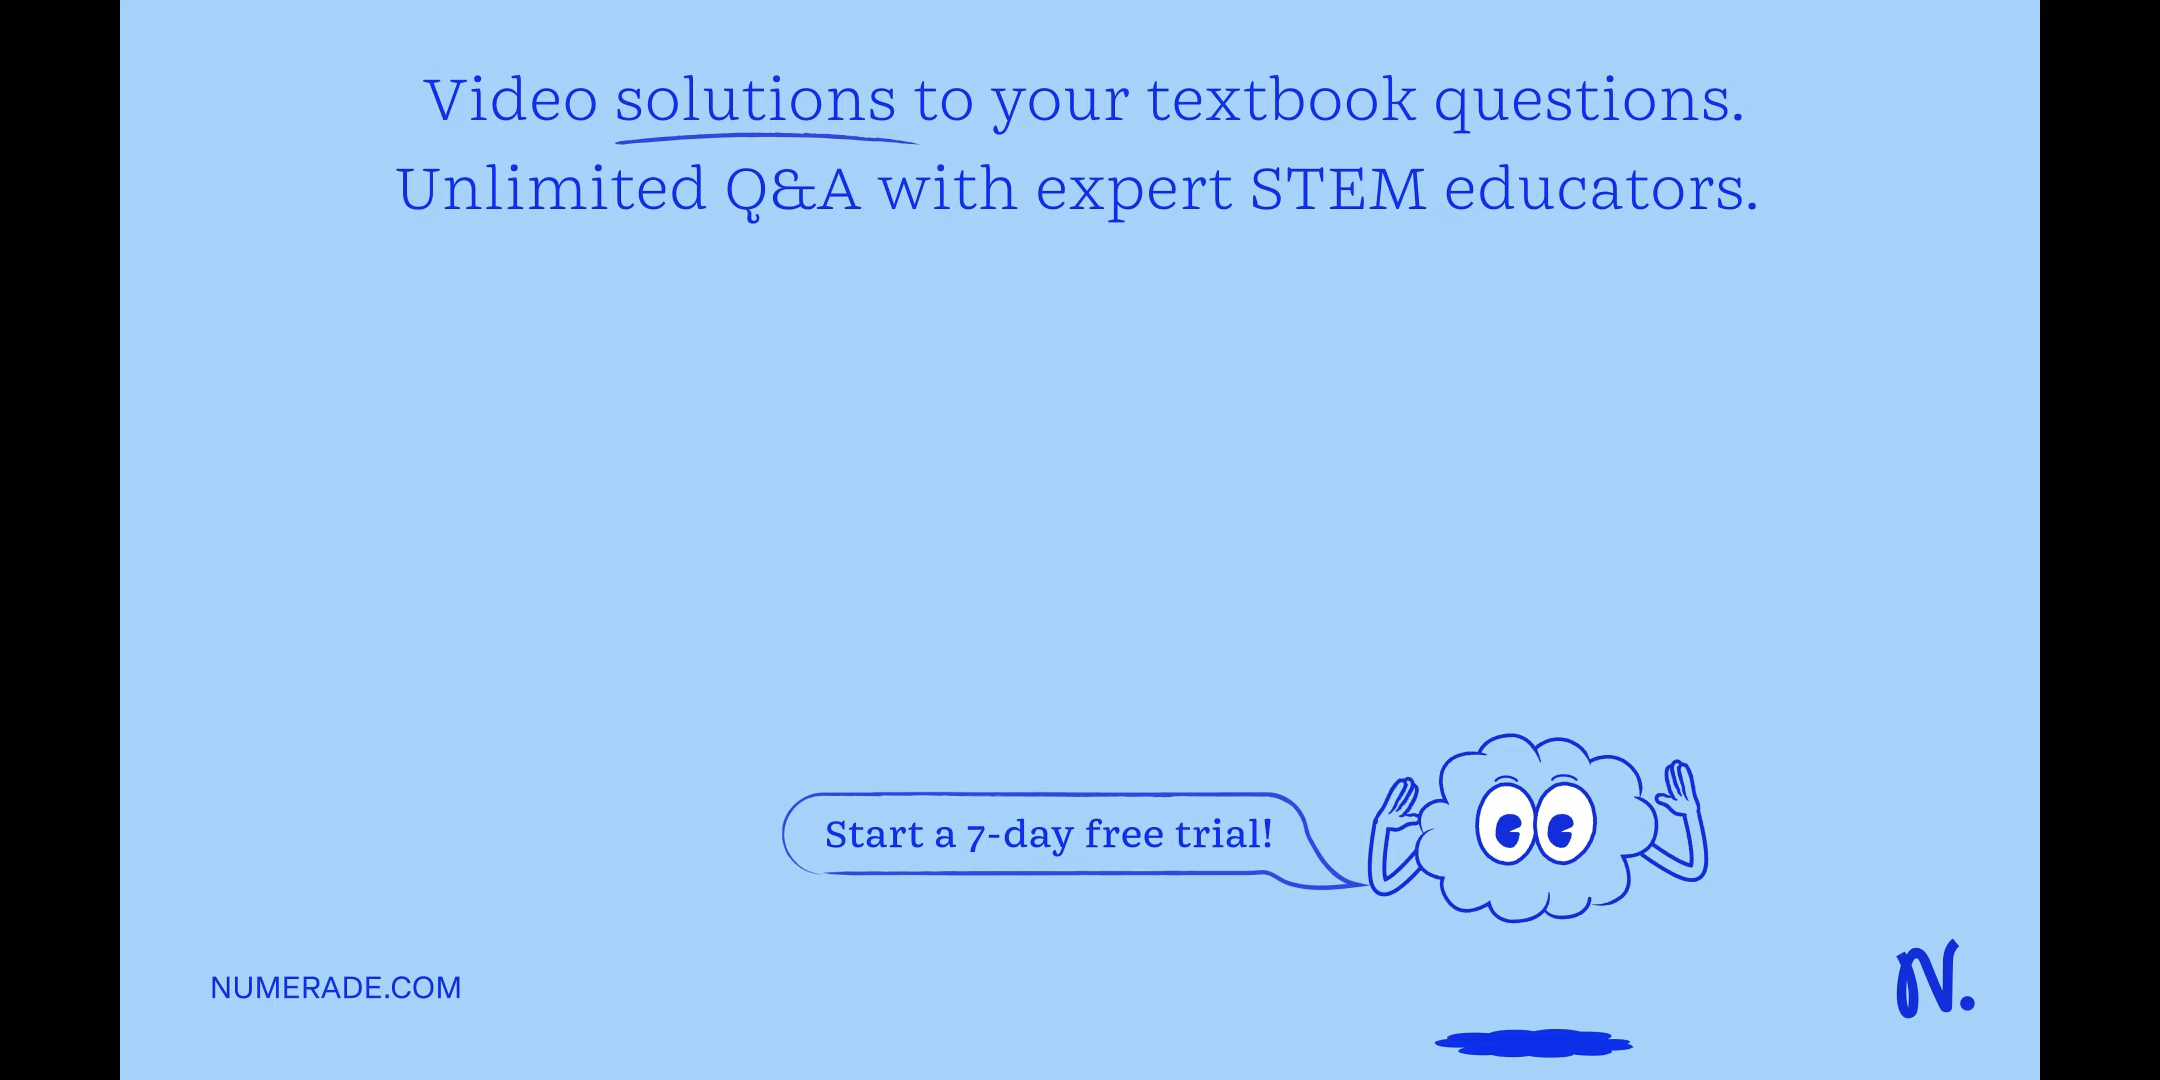 Video solutions to your textbook questions.
Unlimited Q&A with expert STEM educators.
Start a 7-day free trial!
NUMERADE.COM
N.